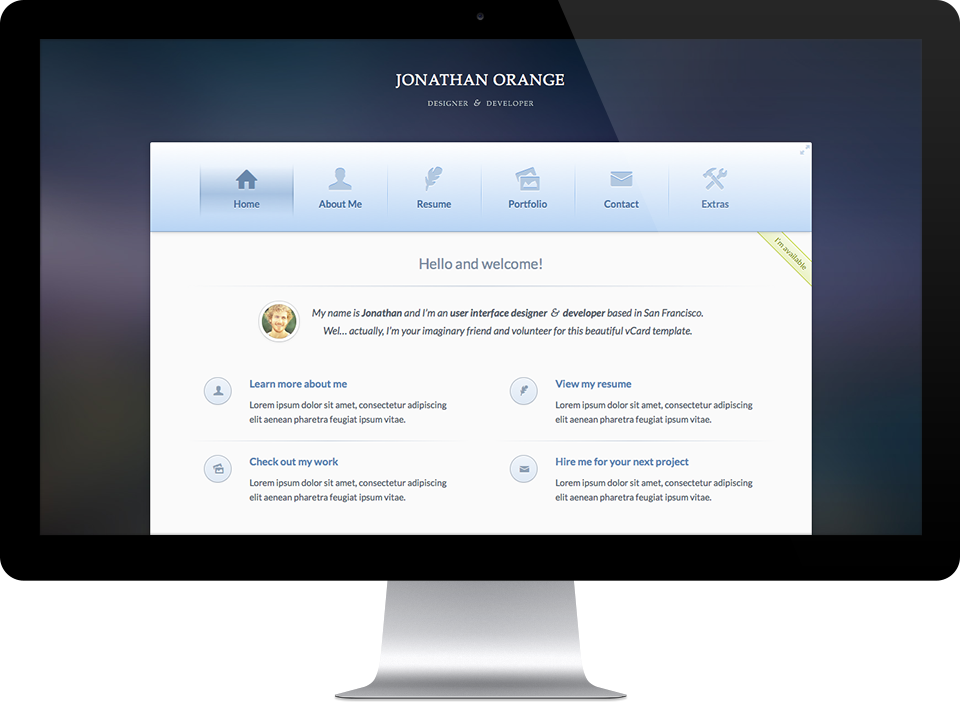 JONATHAN ORANGE
DESIGNER & DEVELOPER
Home
About Me
Resume
Portfolio
Contact
Extras
I'm available
Hello and welcome!
My name is Jonathan and I'm an user interface designer & developer based in San Francisco.
Wel... actually, I'm your imaginary friend and volunteer for this beautiful vCard template.
Learn more about me
Lorem ipsum dolor sit amet, consectetur adipiscing
elit aenean pharetra feugiat ipsum vitae.
View my resume
Lorem ipsum dolor sit amet, consectetur adipiscing
elit aenean pharetra feugiat ipsum vitae.
Check out my work
Lorem ipsum dolor sit amet, consectetur adipiscing
elit aenean pharetra feugiat ipsum vitae.
Hire me for your next project
Lorem ipsum dolor sit amet, consectetur adipiscing
elit aenean pharetra feugiat ipsum vitae.